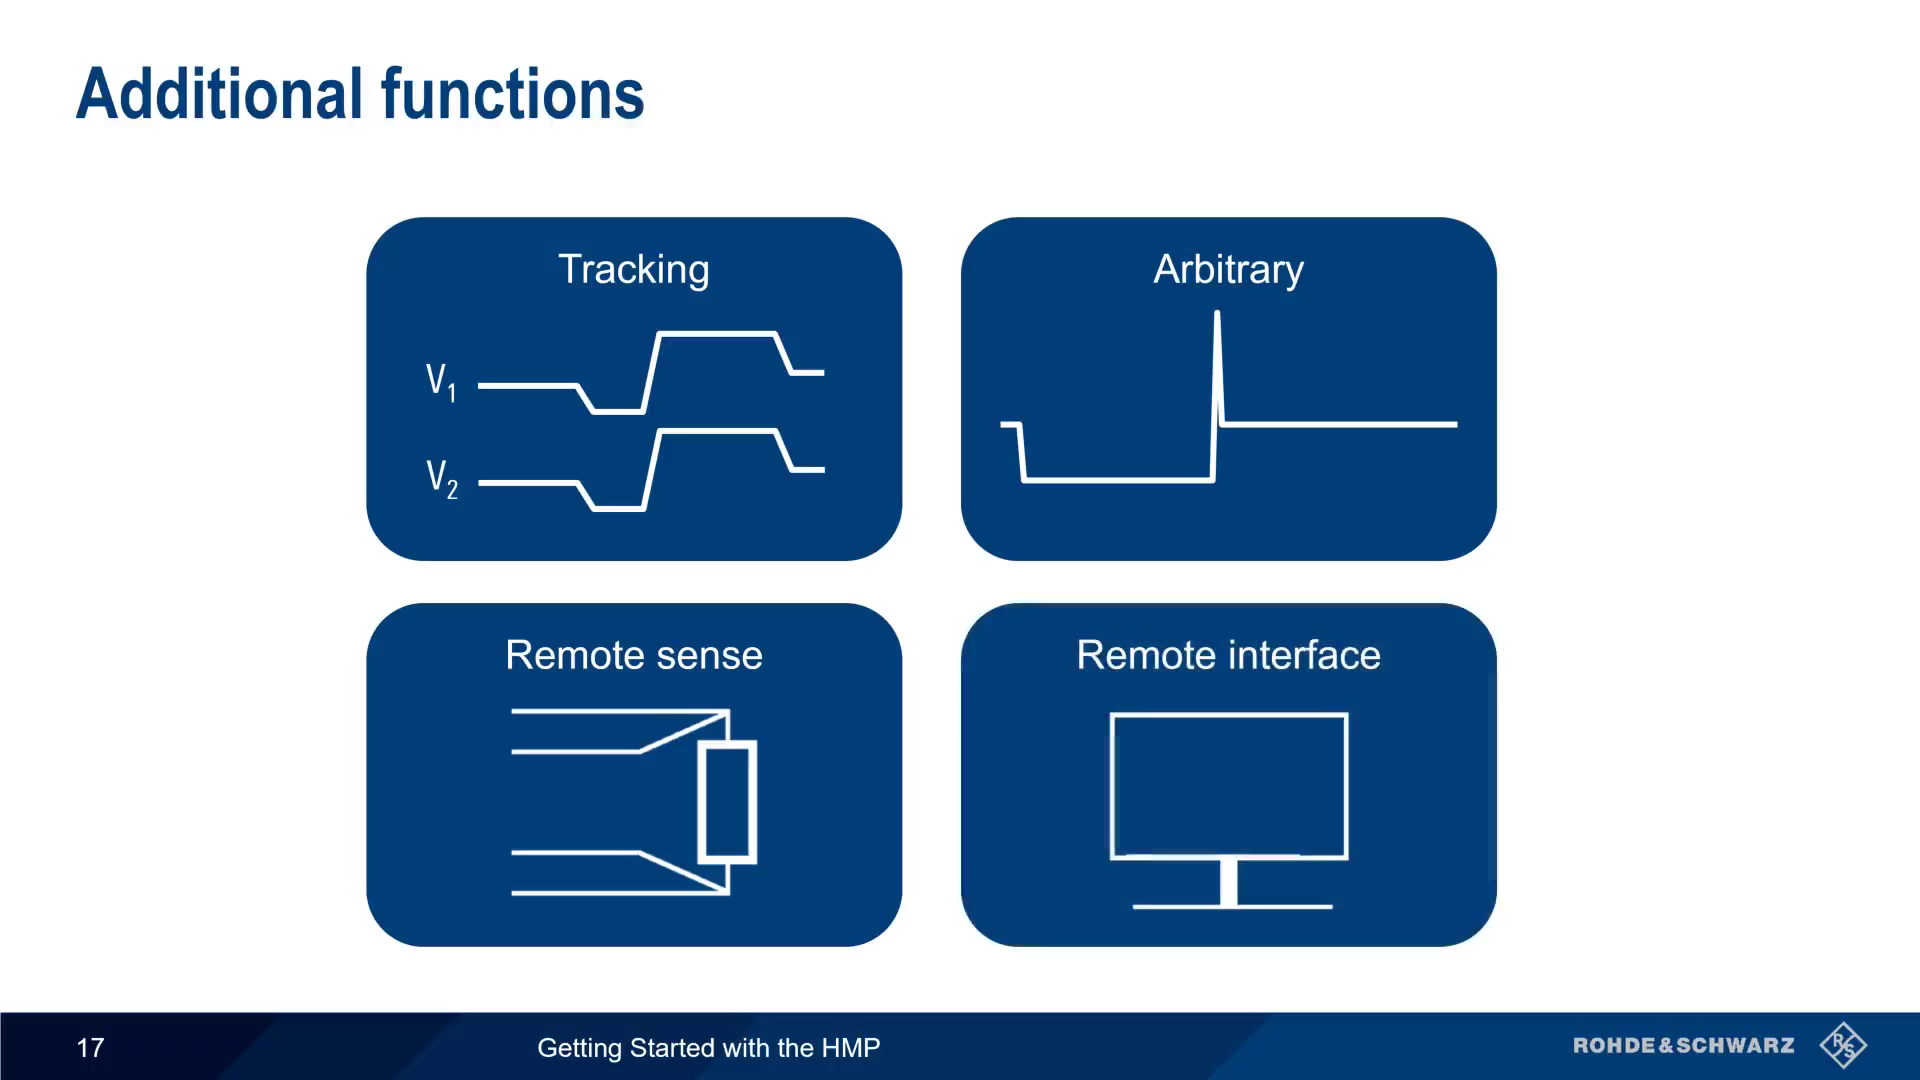 Additional functions
Tracking
V1
V2
Arbitrary
Remote sense
Remote interface
17
Getting Started with the HMP
ROHDE&SCHWARZ
R&S